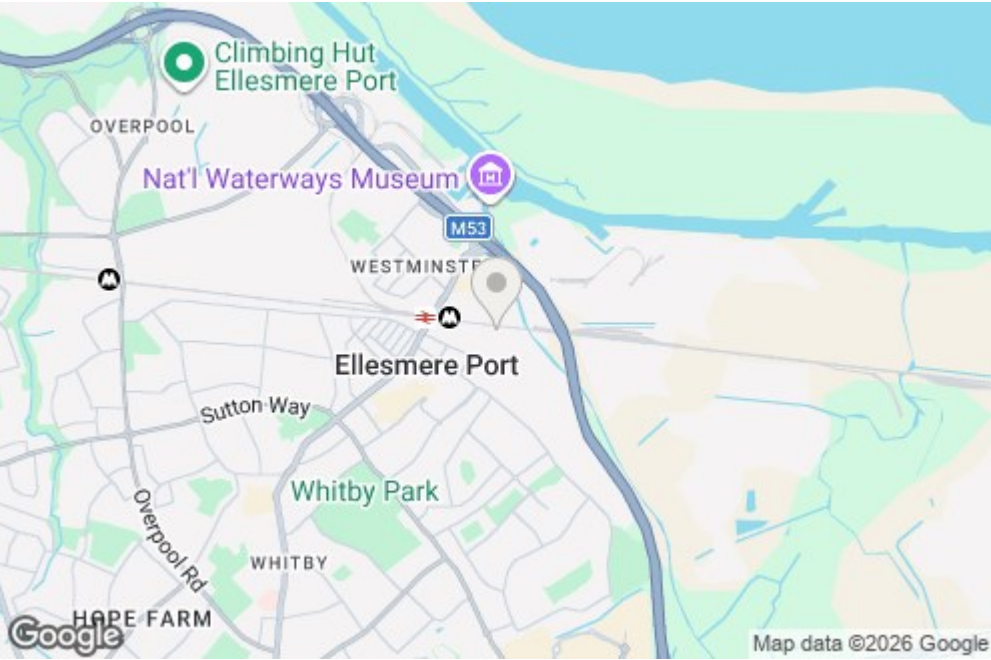 Climbing Hut
Ellesmere Port
OVERPOOL
Nat'l Waterways Museum
M53
WESTMINSTE
Ellesmere Port
Sutton Way
Whitby Park
Overpool Rd
WHITBY
HOPE FARM
Google
Map data ©2026 Google